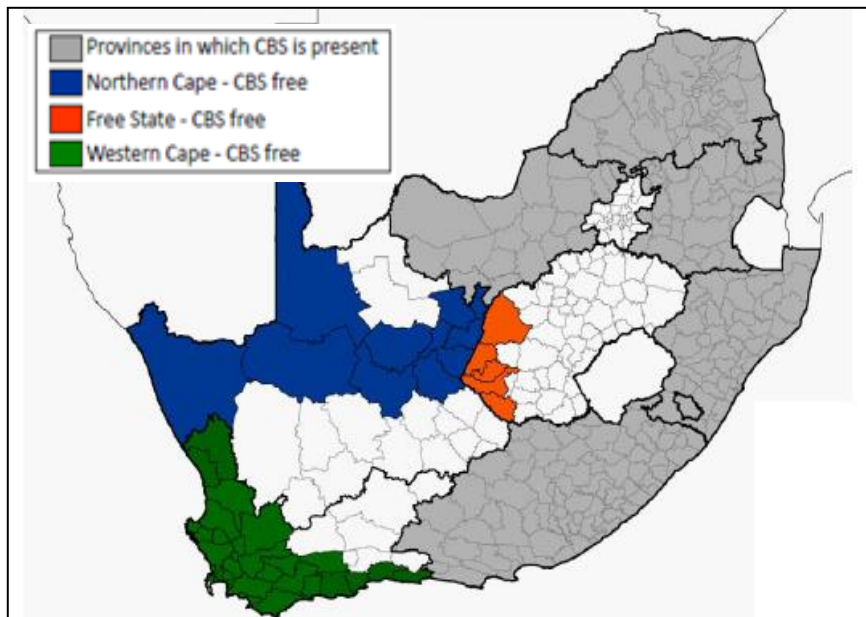 Provinces in which CBS is present
Northern Cape - CBS free
Free State - CBS free
Western Cape - CBS free